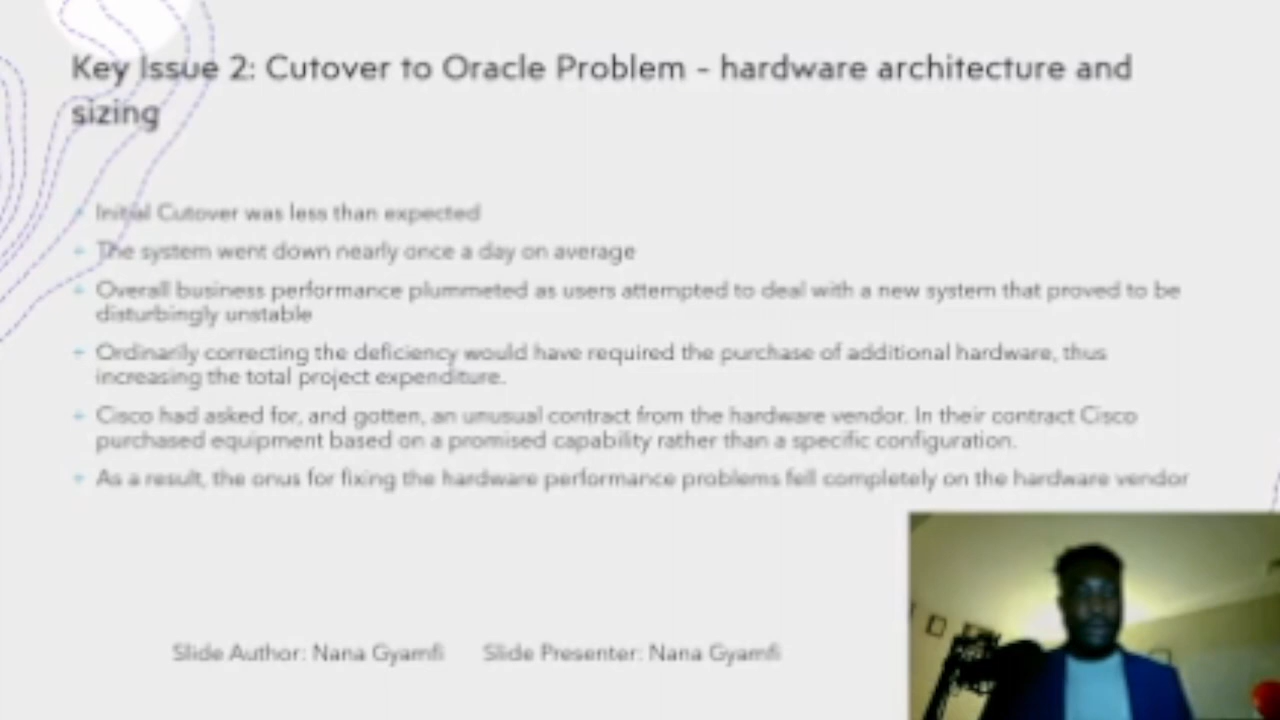 Key Issue 2: Cutover to Oracle Problem - hardware architecture and
sizing
Initial Cutover was less than expected
The system went down nearly once a day on average
Overall business performance plummeted as users attempted to deal with a new system that proved to be
disturbingly unstable
Ordinarily correcting the deficiency would have required the purchase of additional hardware, thus
increasing the total project expenditure.
Cisco had asked for, and gotten, an unusual contract from the hardware vendor. In their contract Cisco
purchased equipment based on a promised capability rather than a specific configuration.
As a result, the onus for fixing the hardware performance problems fell completely on the hardware vendor
Slide Author: Nana Gyamfi Slide Presenter: Nana Gyamfi